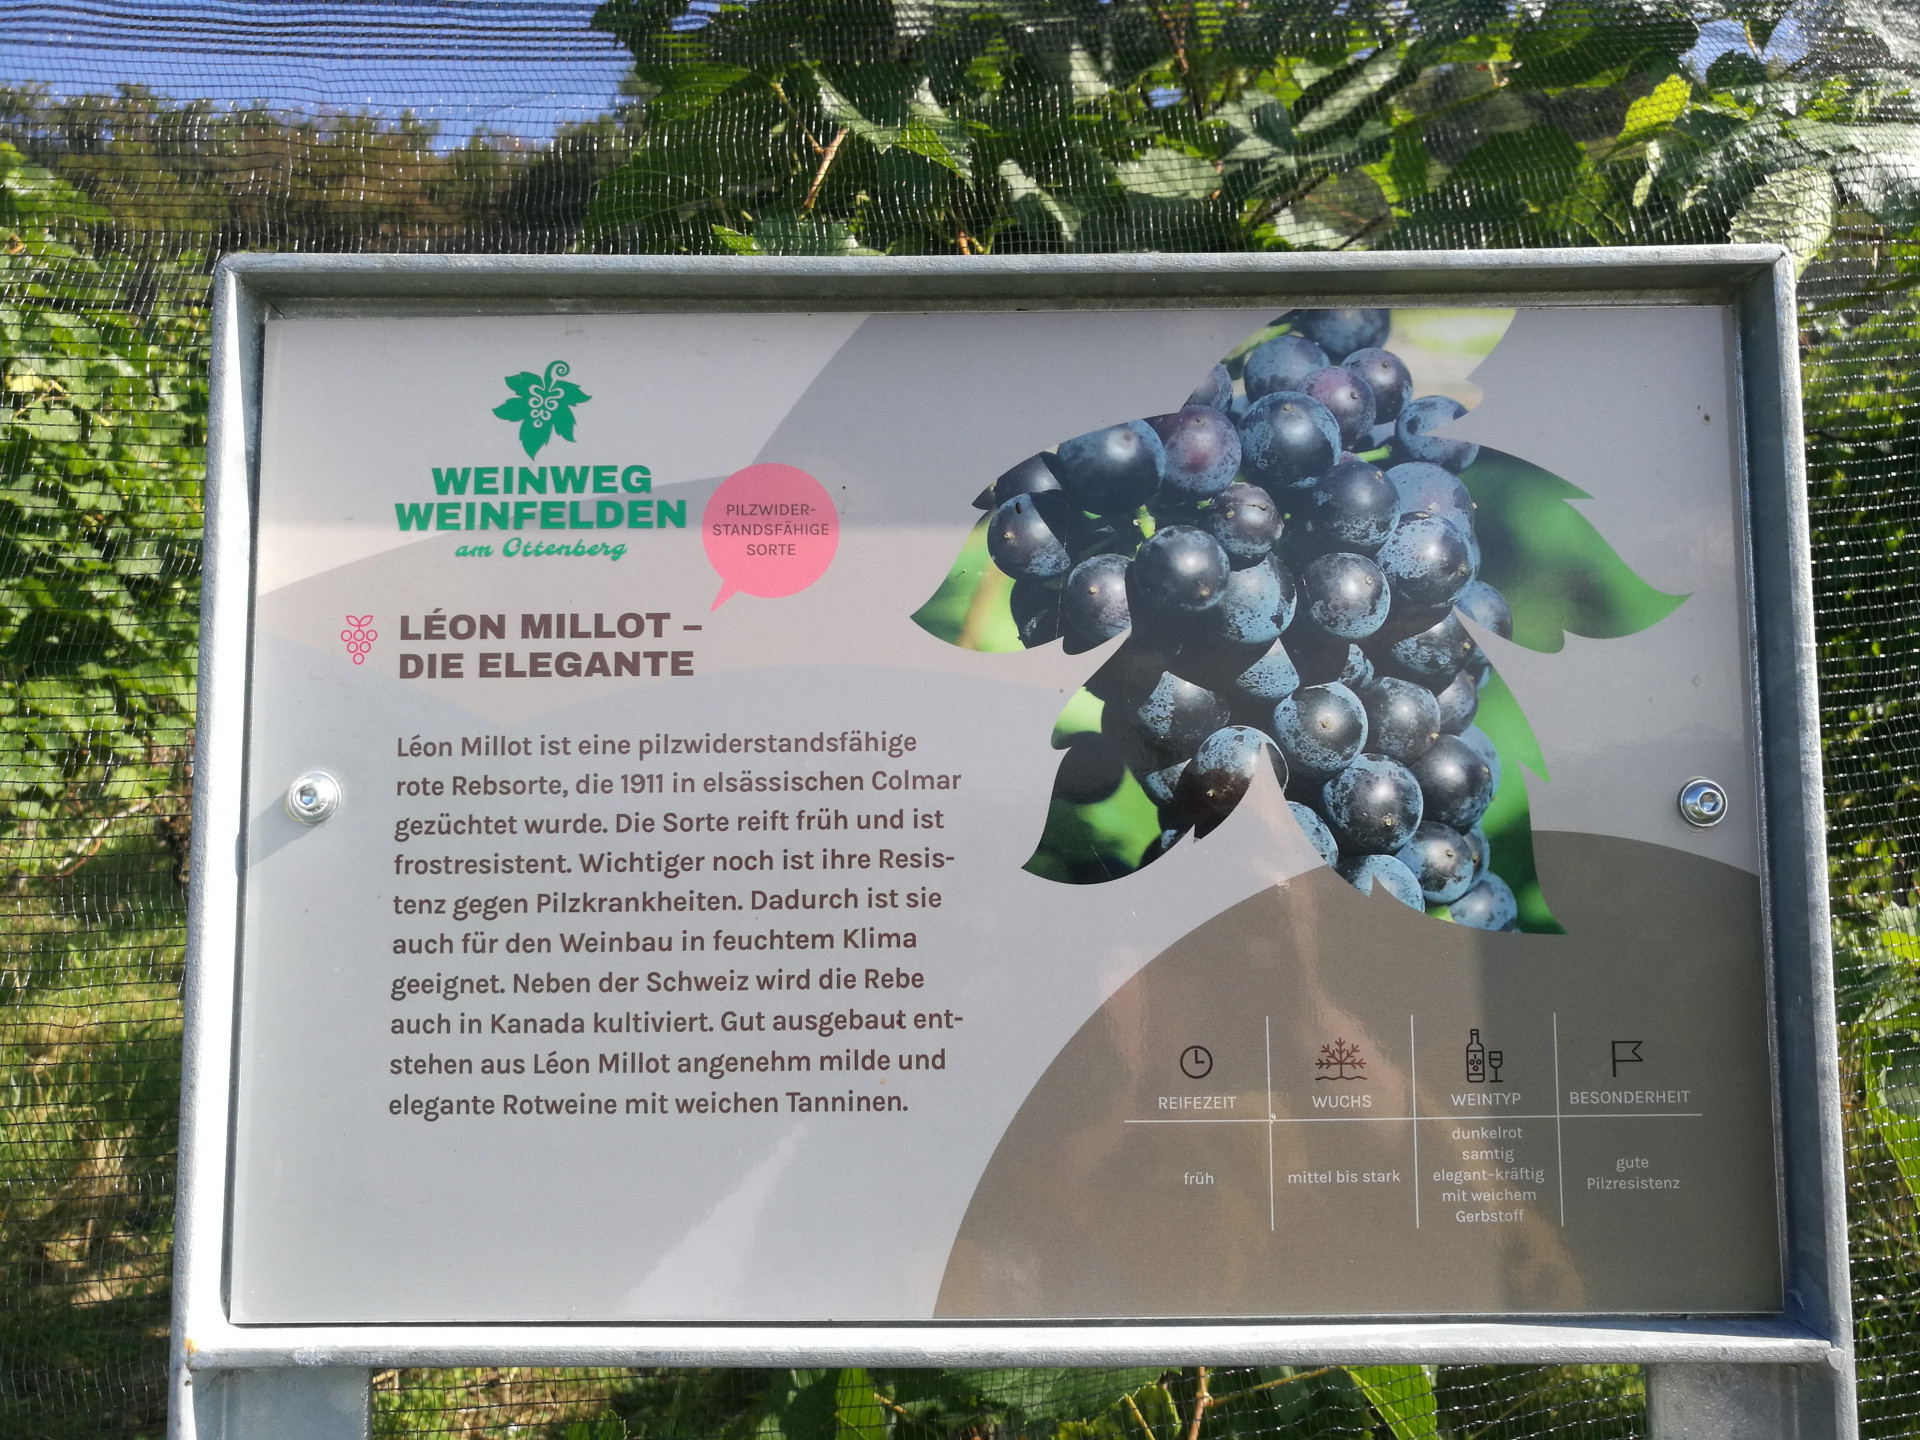 WEINWEG
WEINFELDEN
am Ottenberg
PILZWIDER-
STANDSFÄHIGE
SORTE
LÉON MILLOT –
DIE ELEGANTE
Léon Millot ist eine pilzwiderstandsfähige
rote Rebsorte, die 1911 in elsässischen Colmar
gezüchtet wurde. Die Sorte reift früh und ist
frostresistent. Wichtiger noch ist ihre Resis-
tenz gegen Pilzkrankheiten. Dadurch ist sie
auch für den Weinbau in feuchtem Klima
geeignet. Neben der Schweiz wird die Rebe
auch in Kanada kultiviert. Gut ausgebaut ent-
stehen aus Léon Millot angenehm milde und
elegante Rotweine mit weichen Tanninen.
REIFEZEIT
früh
WUCHS
mittel bis stark
WEINTYP
dunkelrot
samtig
elegant-kräftig
mit weichem
Gerbstoff
BESONDERHEIT
gute
Pilzresistenz